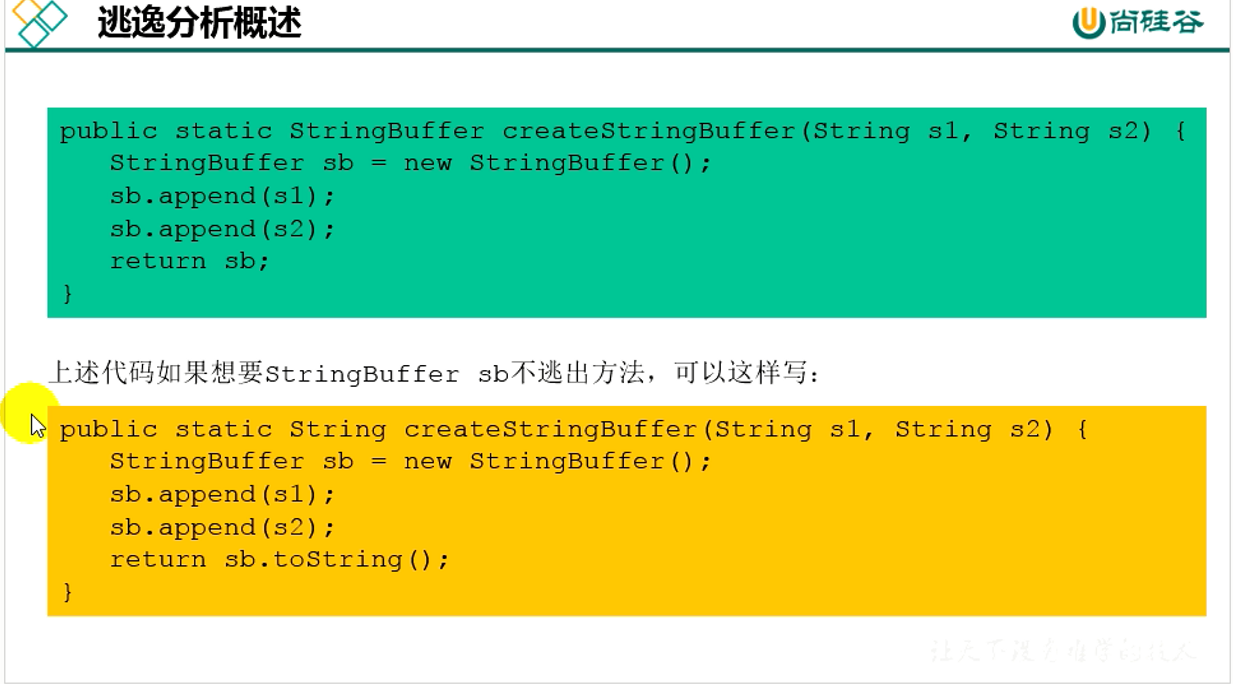 逃逸分析概述
尚硅谷
public static StringBuffer createStringBuffer(String s1, String s2) {
   StringBuffer sb = new StringBuffer();
   sb.append(s1);
   sb.append(s2);
   return sb;
}
上述代码如果想要StringBuffer sb不逃出方法，可以这样写：
public static String createStringBuffer(String s1, String s2) {
   StringBuffer sb = new StringBuffer();
   sb.append(s1);
   sb.append(s2);
   return sb.toString();
}
让天下没有难学的技术